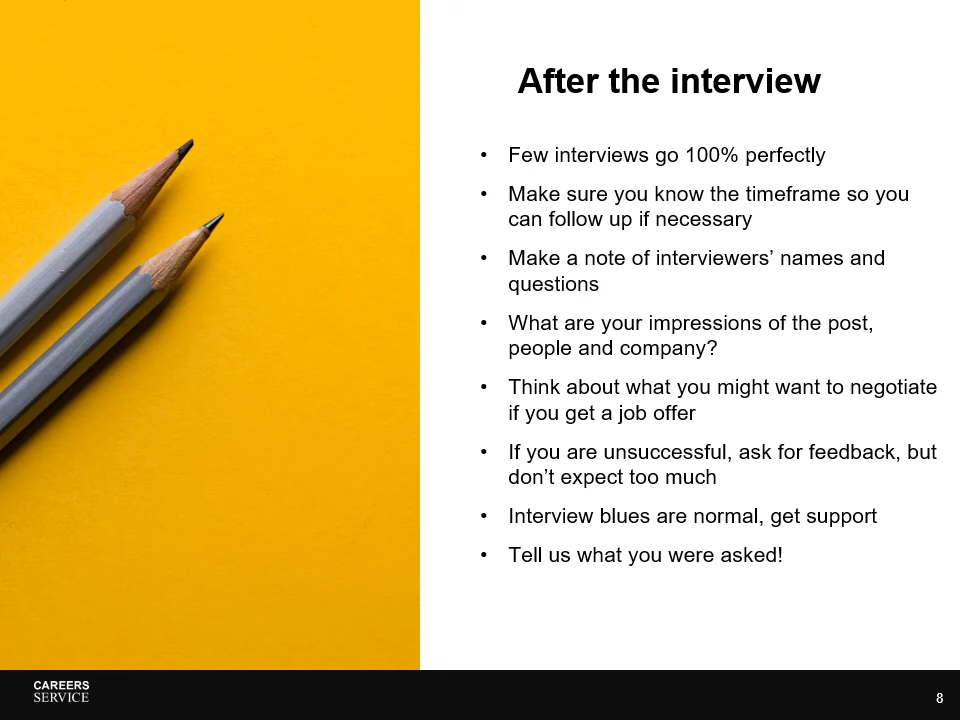 After the interview
• Few interviews go 100% perfectly
• Make sure you know the timeframe so you
can follow up if necessary
• Make a note of interviewers’ names and
questions
• What are your impressions of the post,
people and company?
• Think about what you might want to negotiate
if you get a job offer
• If you are unsuccessful, ask for feedback, but
don’t expect too much
• Interview blues are normal, get support
• Tell us what you were asked!
CAREERS
SERVICE
8